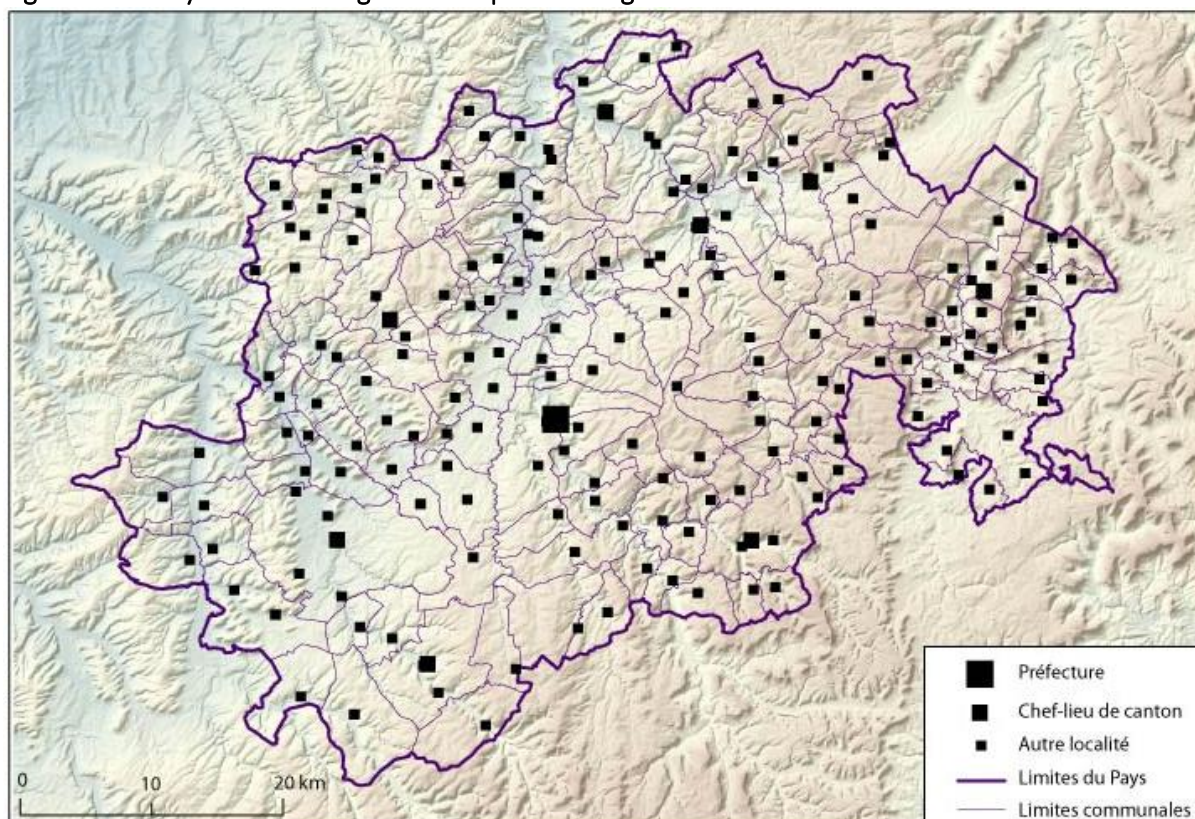 Préfecture
Chef-lieu de canton
Autre localité
Limites du Pays
Limites communales
0 10 20 km